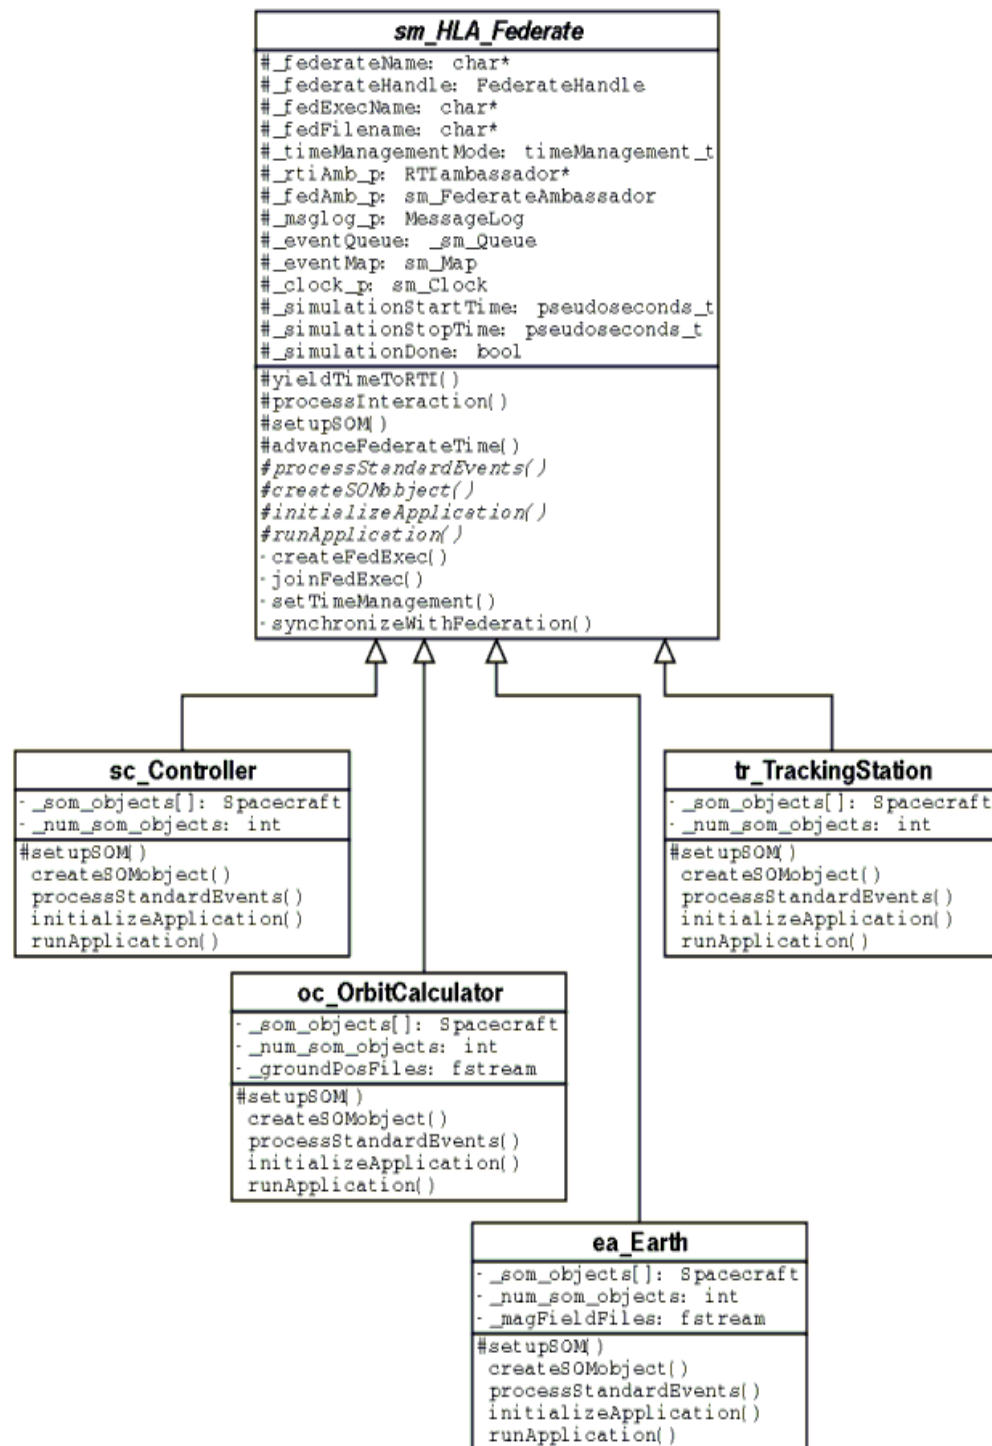 sm_HLA_Federate
#_federateName: char*
#_federateHandle: FederateHandle
#_fedExecName: char*
#_fedFilename: char*
#_timeManagementMode: timeManagement_t
#_rtiAmb_p: RTIambassador*
#_fedAmb_p: sm_FederateAmbassador
#_msglog_p: MessageLog
#_eventQueue: _sm_Queue
#_eventMap: sm_Map
#_clock_p: sm_Clock
#_simulationStartTime: pseudoseconds_t
#_simulationStopTime: pseudoseconds_t
#_simulationDone: bool
#yieldTimeToRTI()
#processInteraction()
#setupSOM()
#advanceFederateTime()
#processStandardEvents()
#createSOMobject()
#initializeApplication()
#runApplication()
-createFedExec()
-joinFedExec()
-setTimeManagement()
-synchronizeWithFederation()
sc_Controller
-_som_objects[]: Spacecraft
-_num_som_objects: int
#setupSOM()
createSOMobject()
processStandardEvents()
initializeApplication()
runApplication()
tr_TrackingStation
-_som_objects[]: Spacecraft
-_num_som_objects: int
#setupSOM()
createSOMobject()
processStandardEvents()
initializeApplication()
runApplication()
oc_OrbitCalculator
-_som_objects[]: Spacecraft
-_num_som_objects: int
-_groundPosFiles: fstream
#setupSOM()
createSOMobject()
processStandardEvents()
initializeApplication()
runApplication()
ea_Earth
-_som_objects[]: Spacecraft
-_num_som_objects: int
-_magFieldFiles: fstream
#setupSOM()
createSOMobject()
processStandardEvents()
initializeApplication()
runApplication()